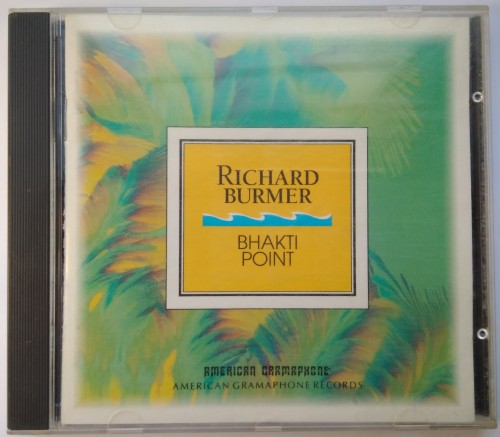 RICHARD
BURMER
BHAKTI
POINT
AMERICAN GRAMAPHONE
AMERICAN GRAMAPHONE RECORDS